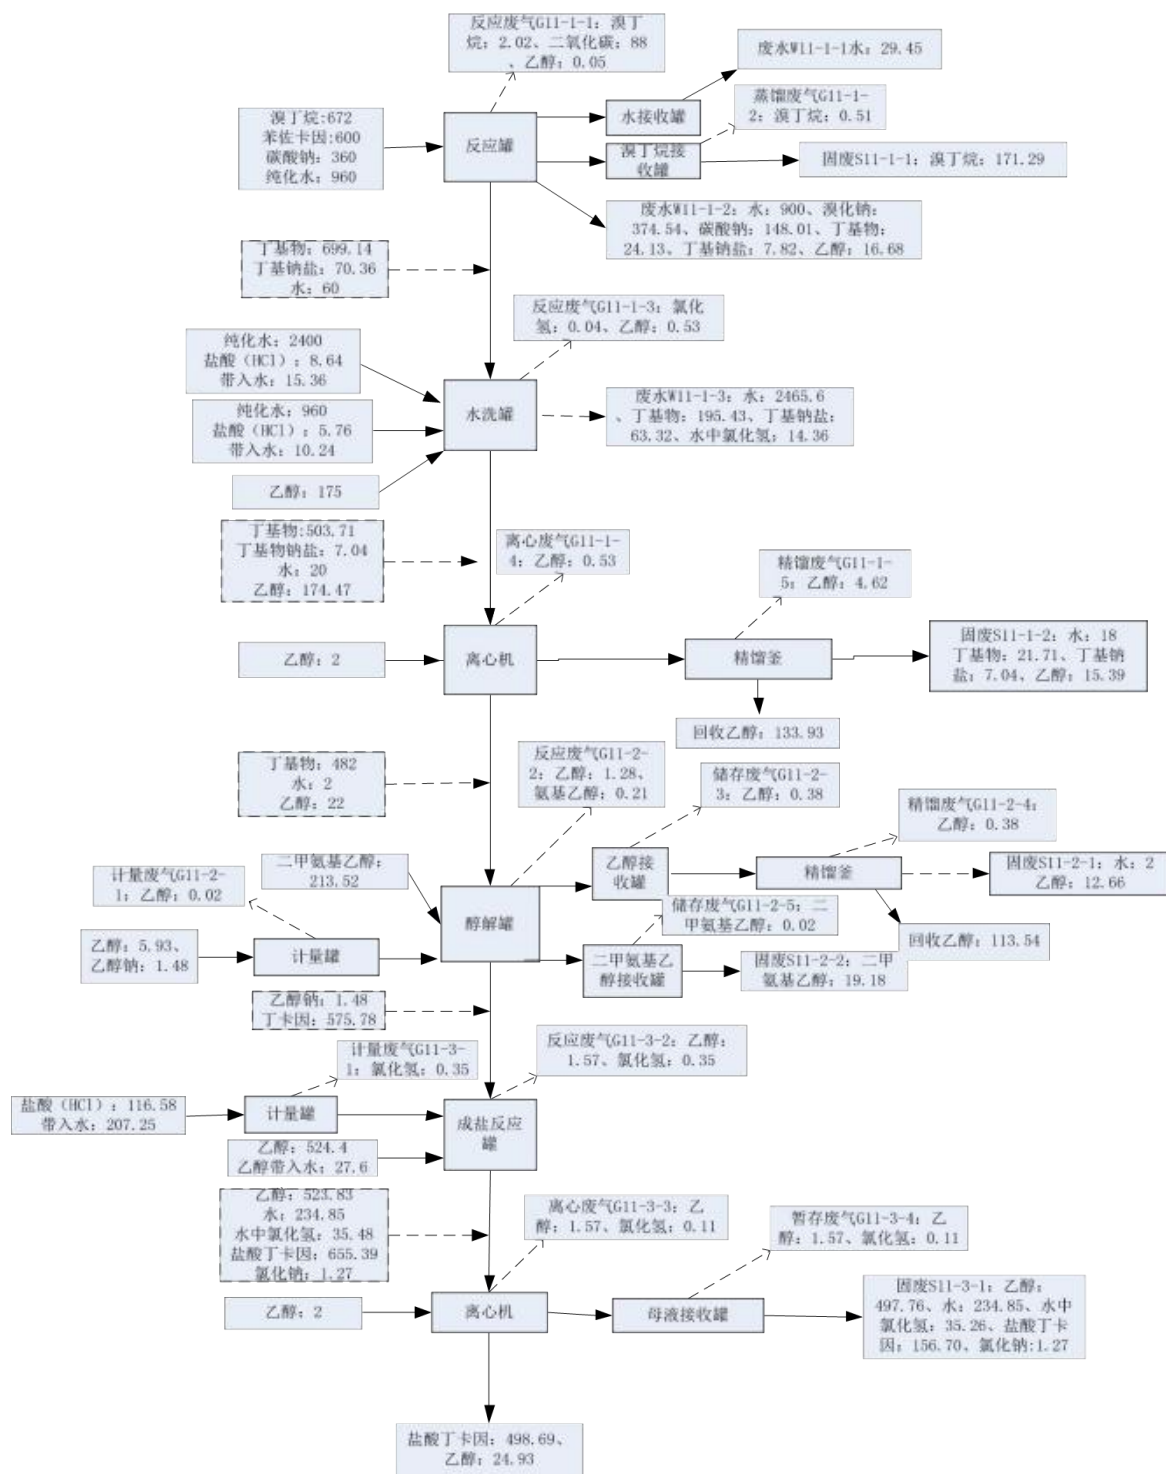 反应废气G11-1-1：溴丁
烷：2.02、二氧化碳：88
、乙醇：0.05
废水W11-1-1水：29.45
溴丁烷:672
苯佐卡因:600
碳酸钠：360
纯化水：960
反应罐
水接收罐
蒸馏废气G11-1-
2：溴丁烷：0.51
溴丁烷接
收罐
固废S11-1-1：溴丁烷：171.29
废水W11-1-2：水：900、溴化钠：
374.54、碳酸钠：148.01、丁基物：
24.13、丁基钠盐：7.82、乙醇：16.68
丁基物：699.14
丁基钠盐：70.36
水：60
反应废气G11-1-3：氯化
氢：0.04、乙醇：0.53
纯化水：2400
盐酸（HCl）：8.64
带入水：15.36
纯化水：960
盐酸（HCl）：5.76
带入水：10.24
乙醇：175
水洗罐
废水W11-1-3：水：2465.6
、丁基物：195.43、丁基钠盐：
63.32、水中氯化氢：14.36
丁基物:503.71
丁基物钠盐：7.04
水：20
乙醇：174.47
离心废气G11-1-
4：乙醇：0.53
精馏废气G11-1-
5：乙醇：4.62
乙醇：2
离心机
精馏釜
固废S11-1-2：水：18
丁基物：21.71、丁基钠
盐：7.04、乙醇：15.39
回收乙醇：133.93
丁基物：482
水：2
乙醇：22
反应废气G11-2-
2：乙醇：1.28、
氨基乙醇：0.21
储存废气G11-2-
3：乙醇：0.38
精馏废气G11-2-4：
乙醇：0.38
计量废气G11-2-
1：乙醇：0.02
二甲氨基乙醇：
213.52
醇解罐
乙醇接
收罐
精馏釜
固废S11-2-1：水：2
乙醇：12.66
储存废气G11-2-5：二
甲氨基乙醇：0.02
回收乙醇：113.54
乙醇：5.93、
乙醇钠：1.48
计量罐
二甲氨基乙
醇接收罐
固废S11-2-2：二甲
氨基乙醇：19.18
乙醇钠：1.48
丁卡因：575.78
计量废气G11-3-
1：氯化氢：0.35
反应废气G11-3-2：乙醇：
1.57、氯化氢：0.35
盐酸（HCl）：116.58
带入水：207.25
计量罐
成盐反应
罐
乙醇：524.4
乙醇带入水：27.6
乙醇：523.83
水：234.85
水中氯化氢：35.48
盐酸丁卡因：655.39
氯化钠：1.27
离心废气G11-3-3：乙
醇：1.57、氯化氢：0.11
暂存废气G11-3-4：乙
醇：1.57、氯化氢：0.11
乙醇：2
离心机
母液接收罐
固废S11-3-1：乙醇：
497.76、水：234.85、水中
氯化氢：35.26、盐酸丁卡
因：156.70、氯化钠:1.27
盐酸丁卡因：498.69、
乙醇：24.93